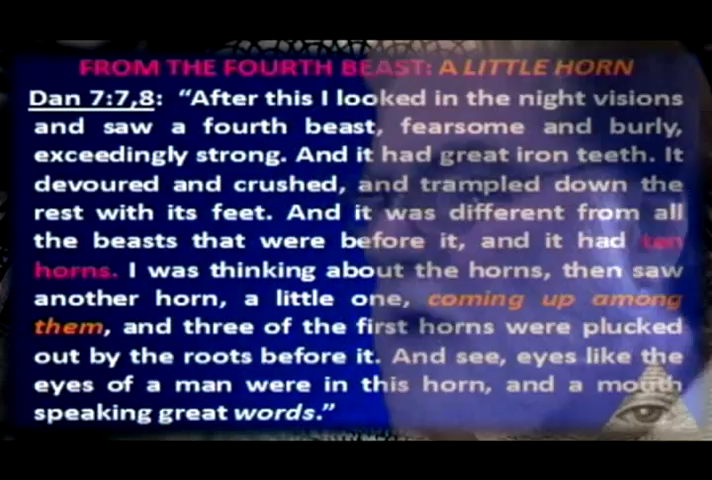 FROM THE FOURTH BEAST: A LITTLE HORN
Dan 7:7,8: “After this I looked in the night visions
and saw a fourth beast, fearsome and burly,
exceedingly strong. And it had great iron teeth. It
devoured and crushed, and trampled down the
rest with its feet. And it was different from all
the beasts that were before it, and it had ten
horns. I was thinking about the horns, then saw
another horn, a little one, coming up among
them, and three of the first horns were plucked
out by the roots before it. And see, eyes like the
eyes of a man were in this horn, and a mouth
speaking great words.”